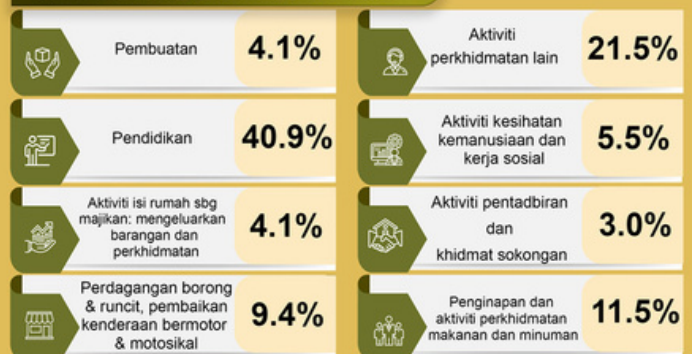 Pembuatan
4.1%
Aktiviti
perkhidmatan lain
21.5%
Pendidikan
40.9%
Aktiviti kesihatan
kemanusiaan dan
kerja sosial
5.5%
Aktiviti isi rumah sbg
majikan: mengeluarkan
barangan dan
perkhidmatan
4.1%
Aktiviti pentadbiran
dan
khidmat sokongan
3.0%
Perdagangan borong
& runcit, pembaikan
kenderaan bermotor
& motosikal
9.4%
Penginapan dan
aktiviti perkhidmatan
makanan dan minuman
11.5%